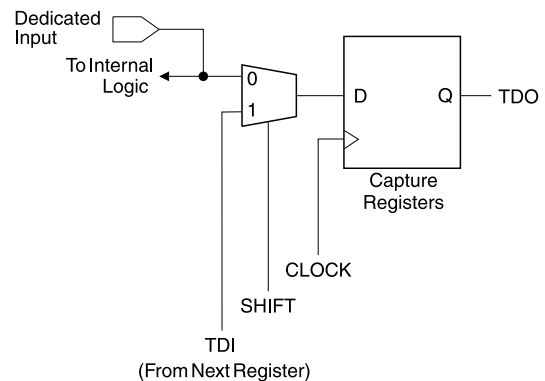 Dedicated
Input
To Internal
Logic
0
1
D
Q
TDO
Capture
Registers
CLOCK
SHIFT
TDI
(From Next Register)